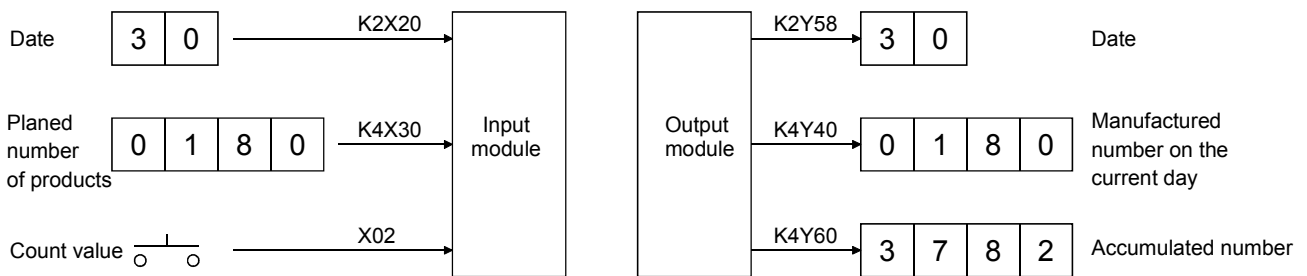 Date
3 0
K2X20
Planed
number
of products
0 1 8 0
K4X30
Count value
X02
Input
module
Output
module
K2Y58
3 0
Date
K4Y40
0 1 8 0
Manufactured
number on the
current day
K4Y60
3 7 8 2
Accumulated number